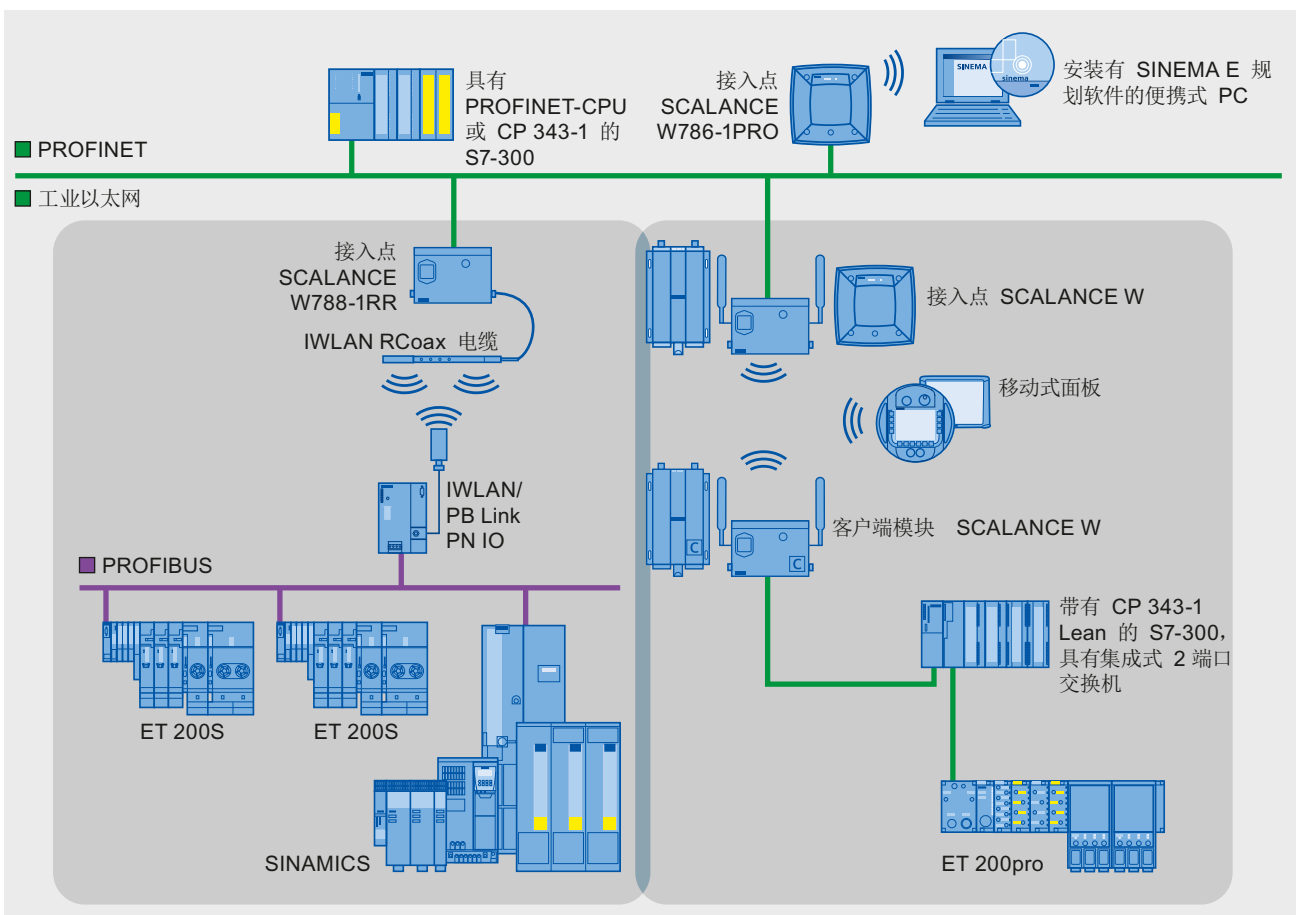 具有
PROFINET-CPU
或 CP 343-1 的
S7-300
接入点
SCALANCE
W786-1PRO
SINEMA
sinema
安装有 SINEMA E 规
划软件的便携式 PC
PROFINET
工业以太网
接入点
SCALANCE
W788-1RR
IWLAN RCoax 电缆
IWLAN/
PB Link
PN IO
PROFIBUS
ET 200S
ET 200S
SINAMICS
接入点 SCALANCE W
移动式面板
C
C
客户端模块 SCALANCE W
带有 CP 343-1
Lean 的 S7-300，
具有集成式 2 端口
交换机
ET 200pro